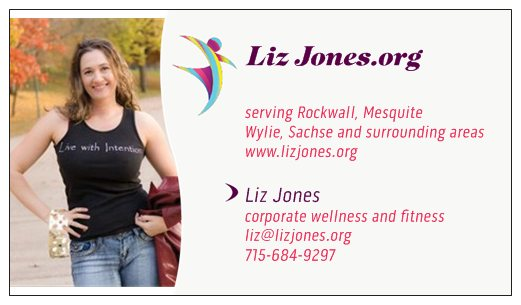 Liz Jones.org
serving Rockwall, Mesquite
Wylie, Sachse and surrounding areas
www.lizjones.org
Live with Intention
Liz Jones
corporate wellness and fitness
liz@lizjones.org
715-684-9297